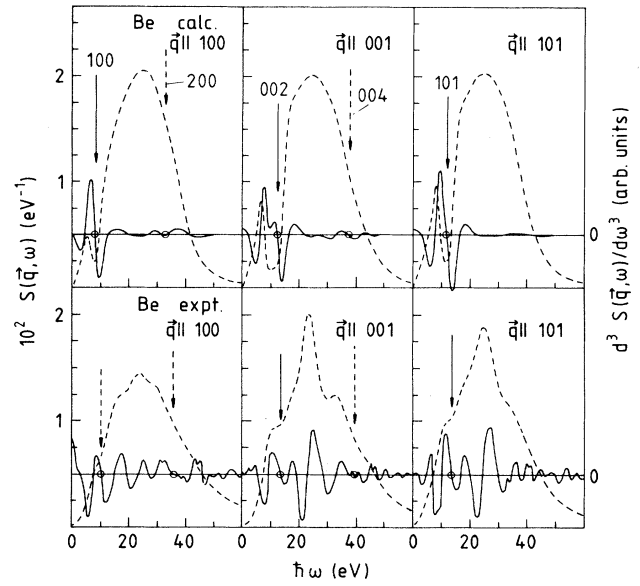 Be calc.
q⃗ ∥ 100
q⃗ ∥ 001
q⃗ ∥ 101
100
200
002
004
101
2
1
0
Be expt.
q⃗ ∥ 100
q⃗ ∥ 001
q⃗ ∥ 101
2
1
0
10² S(q⃗,ω) (eV⁻¹)
d³ S(q⃗,ω)/dω³ (arb. units)
0 20 40 0 20 40 0 20 40
ħω (eV)